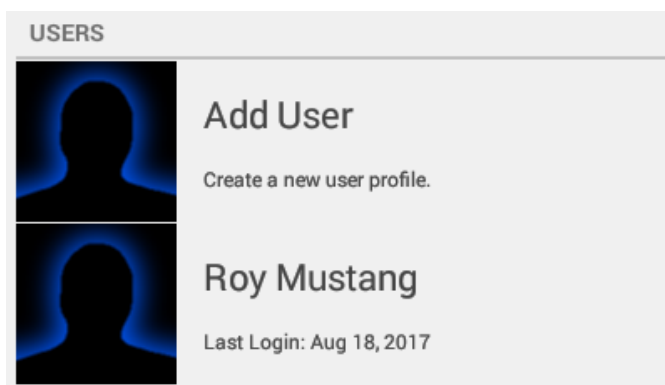 USERS
Add User
Create a new user profile.
Roy Mustang
Last Login: Aug 18, 2017